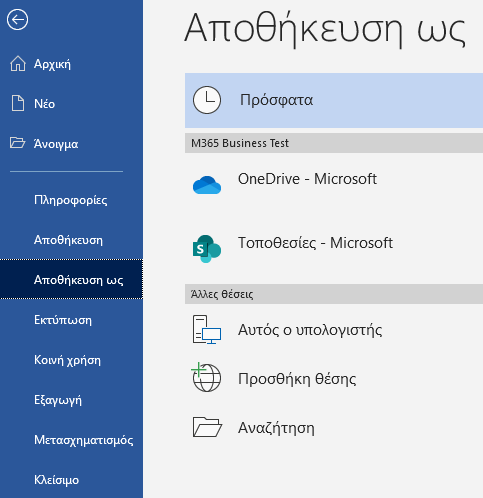 Αποθήκευση ως
Αρχική
Νέο
Άνοιγμα
Πληροφορίες
Αποθήκευση
Αποθήκευση ως
Εκτύπωση
Κοινή χρήση
Εξαγωγή
Μετασχηματισμός
Κλείσιμο
Πρόσφατα
M365 Business Test
OneDrive - Microsoft
S
Τοποθεσίες - Microsoft
Άλλες θέσεις
Αυτός ο υπολογιστής
Προσθήκη θέσης
Αναζήτηση